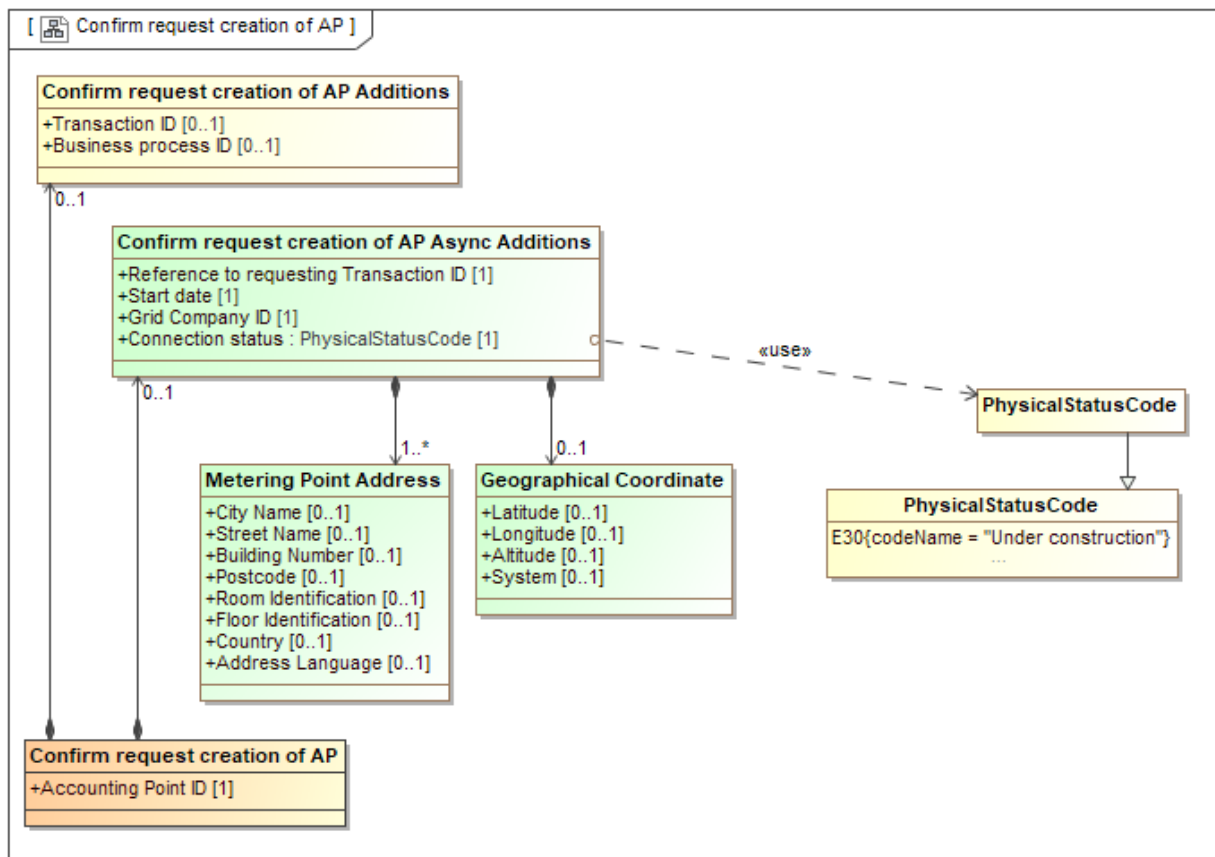 [ Confirm request creation of AP ]
Confirm request creation of AP Additions
+Transaction ID [0..1]
+Business process ID [0..1]
0..1
Confirm request creation of AP Async Additions
+Reference to requesting Transaction ID [1]
+Start date [1]
+Grid Company ID [1]
+Connection status : PhysicalStatusCode [1]
«use»
0..1
PhysicalStatusCode
1..*
0..1
Metering Point Address
+City Name [0..1]
+Street Name [0..1]
+Building Number [0..1]
+Postcode [0..1]
+Room Identification [0..1]
+Floor Identification [0..1]
+Country [0..1]
+Address Language [0..1]
Geographical Coordinate
+Latitude [0..1]
+Longitude [0..1]
+Altitude [0..1]
+System [0..1]
PhysicalStatusCode
E30{codeName = "Under construction"}
...
Confirm request creation of AP
+Accounting Point ID [1]